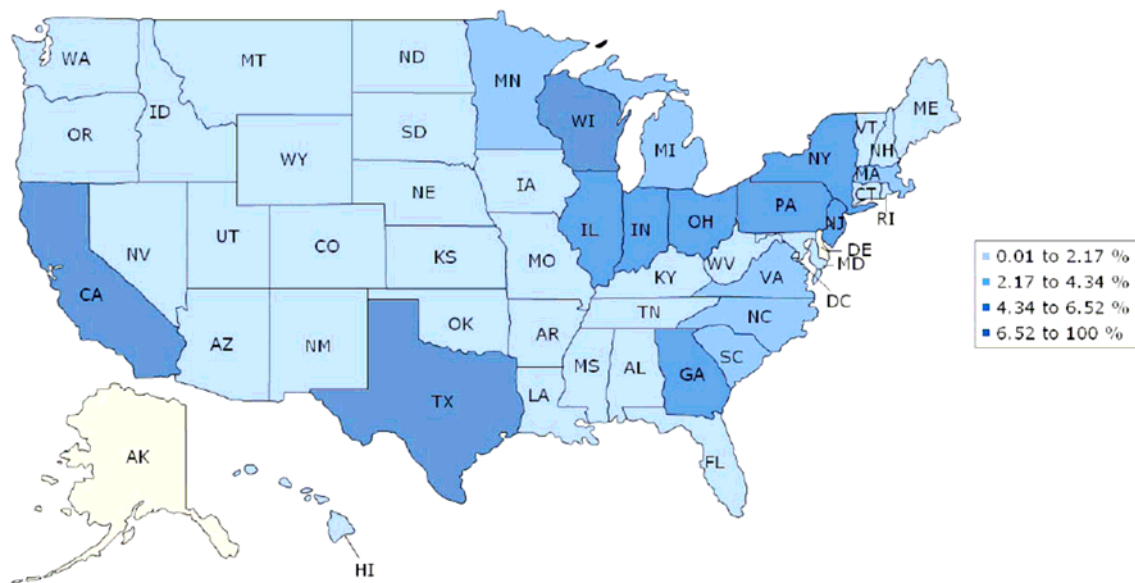 WA
MT
ND
MN
ME
OR
ID
SD
WI
MI
VT
NH
NY
WY
MA
CT
RI
NE
IA
PA
NJ
NV
UT
CO
IL
IN
OH
DE
MD
KS
MO
KY
WV
VA
DC
CA
AZ
NM
OK
AR
TN
NC
SC
MS
AL
GA
TX
LA
FL
AK
HI
0.01 to 2.17 %
2.17 to 4.34 %
4.34 to 6.52 %
6.52 to 100 %